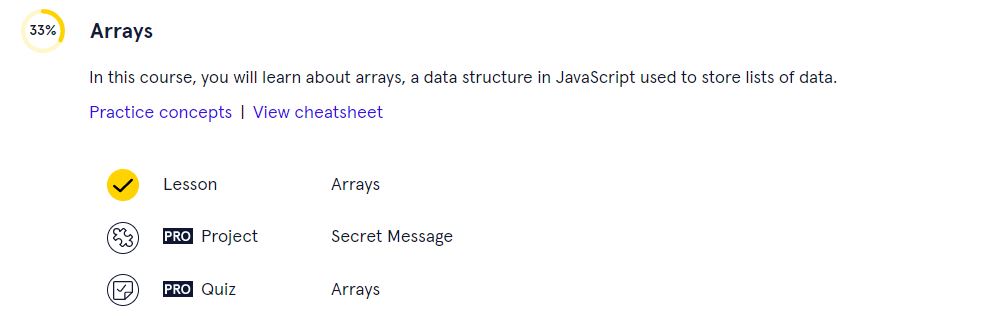 33% Arrays
In this course, you will learn about arrays, a data structure in JavaScript used to store lists of data.
Practice concepts | View cheatsheet
Lesson Arrays
PRO Project Secret Message
PRO Quiz Arrays